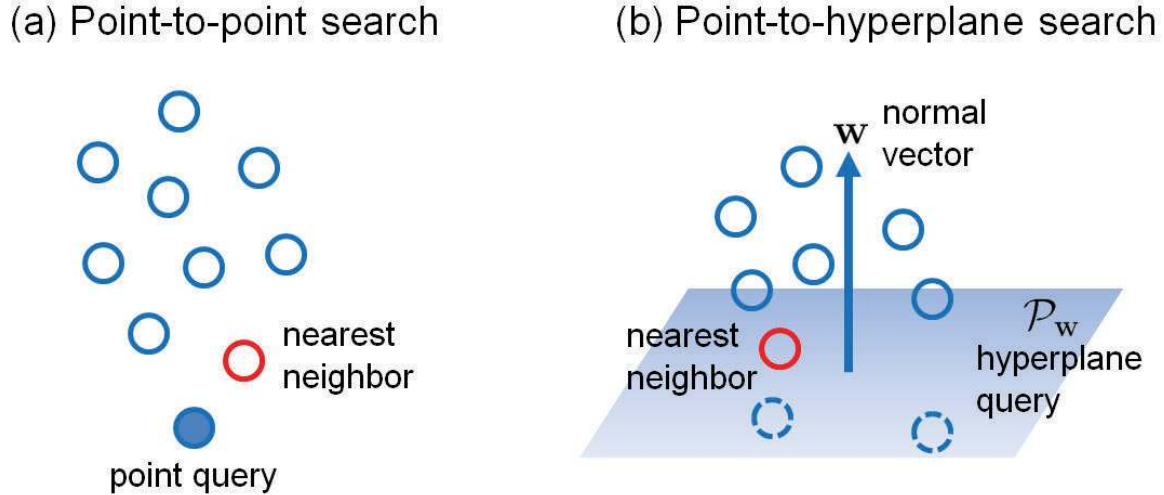 (a) Point-to-point search
nearest
neighbor
point query
(b) Point-to-hyperplane search
w
normal
vector
nearest
neighbor
𝒫w
hyperplane
query